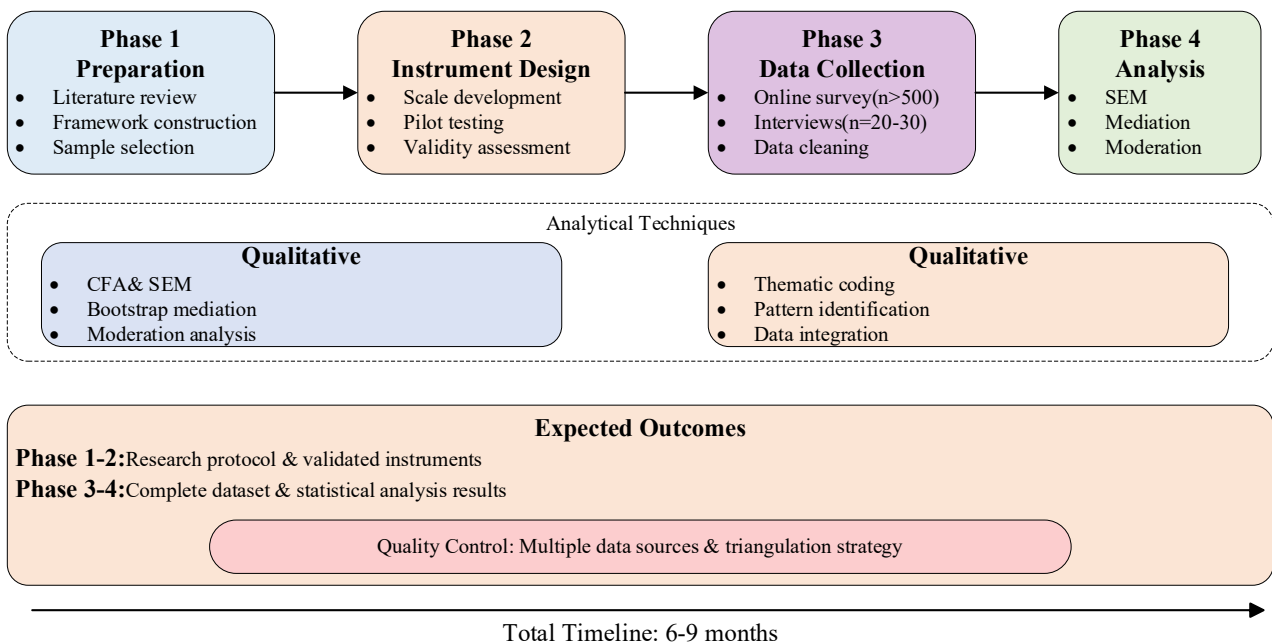 Phase 1
Preparation
• Literature review
• Framework construction
• Sample selection
Phase 2
Instrument Design
• Scale development
• Pilot testing
• Validity assessment
Phase 3
Data Collection
• Online survey(n>500)
• Interviews(n=20-30)
• Data cleaning
Phase 4
Analysis
• SEM
• Mediation
• Moderation
Analytical Techniques
Qualitative
• CFA& SEM
• Bootstrap mediation
• Moderation analysis
Qualitative
• Thematic coding
• Pattern identification
• Data integration
Expected Outcomes
Phase 1-2:Research protocol & validated instruments
Phase 3-4:Complete dataset & statistical analysis results
Quality Control: Multiple data sources & triangulation strategy
Total Timeline: 6-9 months